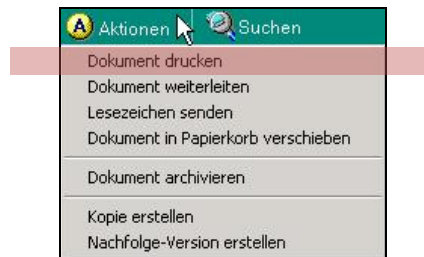 A Aktionen Suchen
Dokument drucken
Dokument weiterleiten
Lesezeichen senden
Dokument in Papierkorb verschieben
Dokument archivieren
Kopie erstellen
Nachfolge-Version erstellen